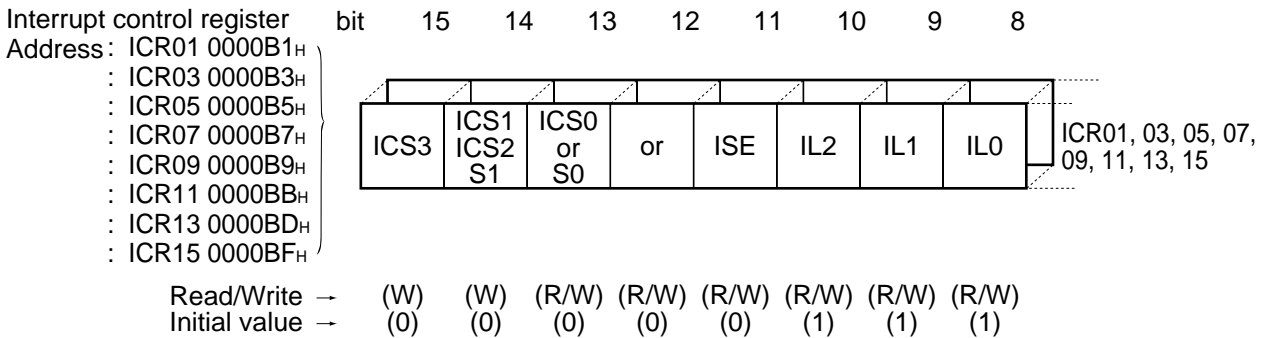 Interrupt control register bit 15 14 13 12 11 10 9 8
Address : ICR01 0000B1H
: ICR03 0000B3H
: ICR05 0000B5H
: ICR07 0000B7H
: ICR09 0000B9H
: ICR11 0000BBH
: ICR13 0000BDH
: ICR15 0000BFH
ICS3
ICS1
ICS2
S1
ICS0
or
S0
or
ISE
IL2
IL1
IL0
ICR01, 03, 05, 07,
09, 11, 13, 15
Read/Write → (W) (W) (R/W) (R/W) (R/W) (R/W) (R/W) (R/W)
Initial value → (0) (0) (0) (0) (0) (1) (1) (1)